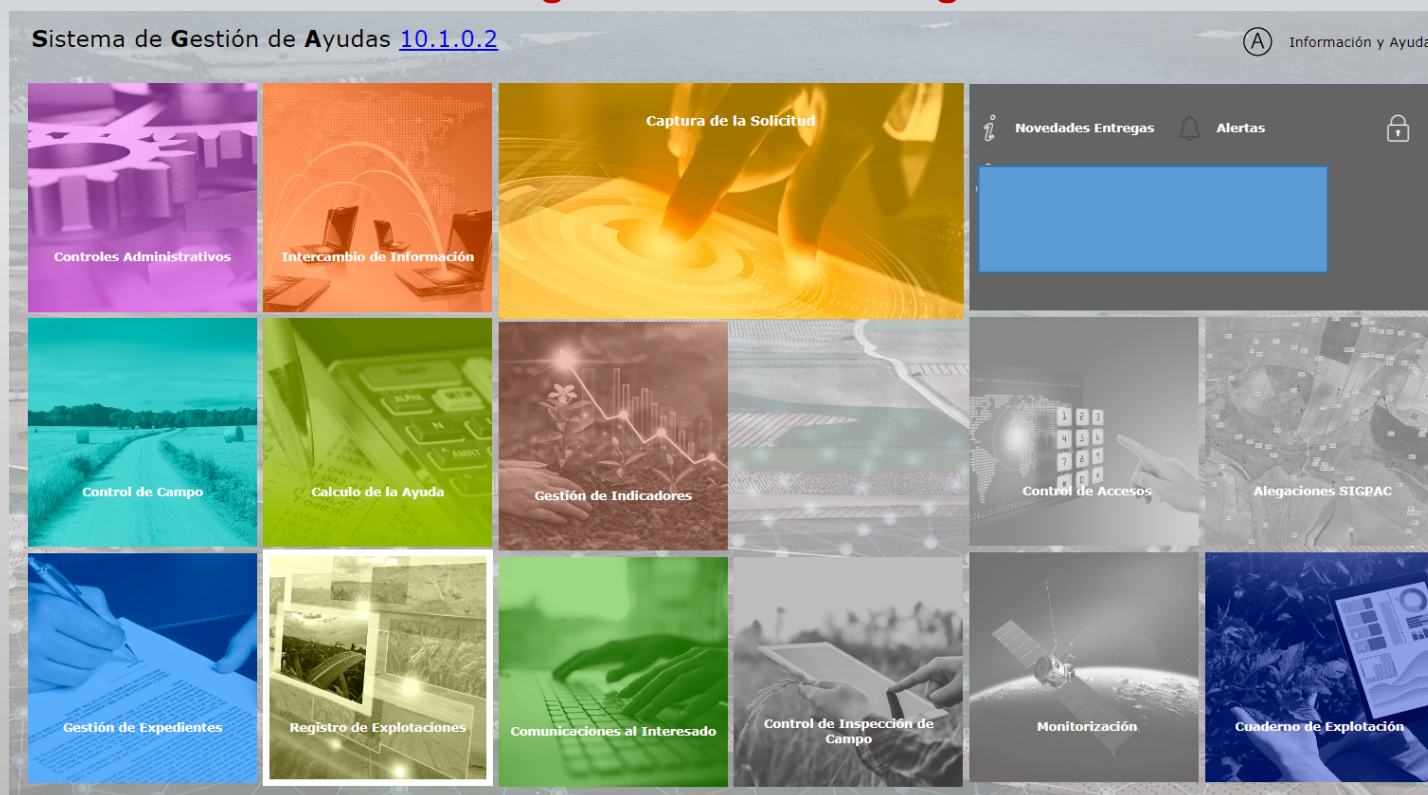 Sistema de Gestión de Ayudas 10.1.0.2
Información y Ayuda
Captura de la Solicitud
Novedades Entregas
Alertas
Controles Administrativos
Intercambio de Información
Control de Campo
Calculo de la Ayuda
Gestión de Indicadores
Control de Accesos
Alegaciones SIGPAC
Gestión de Expedientes
Registro de Explotaciones
Comunicaciones al Interesado
Control de Inspección de
Campo
Monitorización
Cuaderno de Explotación